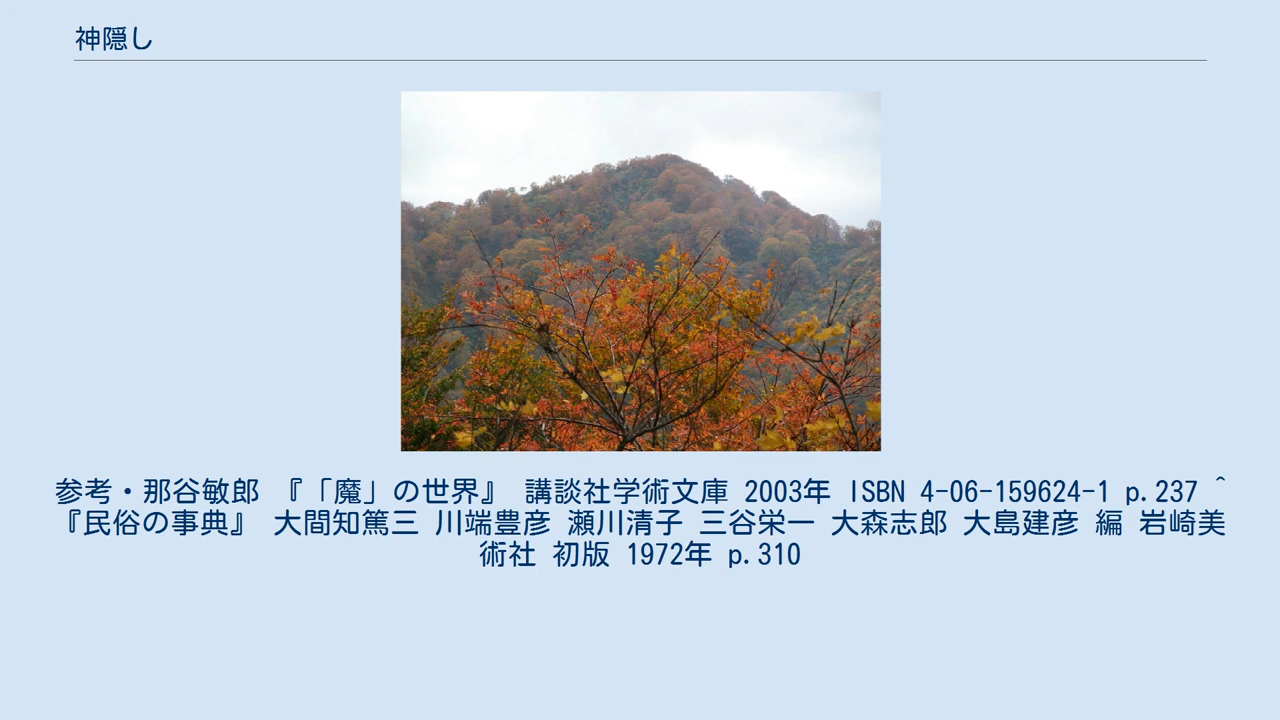 神隠し
参考・那谷敏郎 『「魔」の世界』 講談社学術文庫 2003年 ISBN 4-06-159624-1 p.237 ^
『民俗の事典』 大間知篤三 川端豊彦 瀬川清子 三谷栄一 大森志郎 大島建彦 編 岩崎美
術社 初版 1972年 p.310